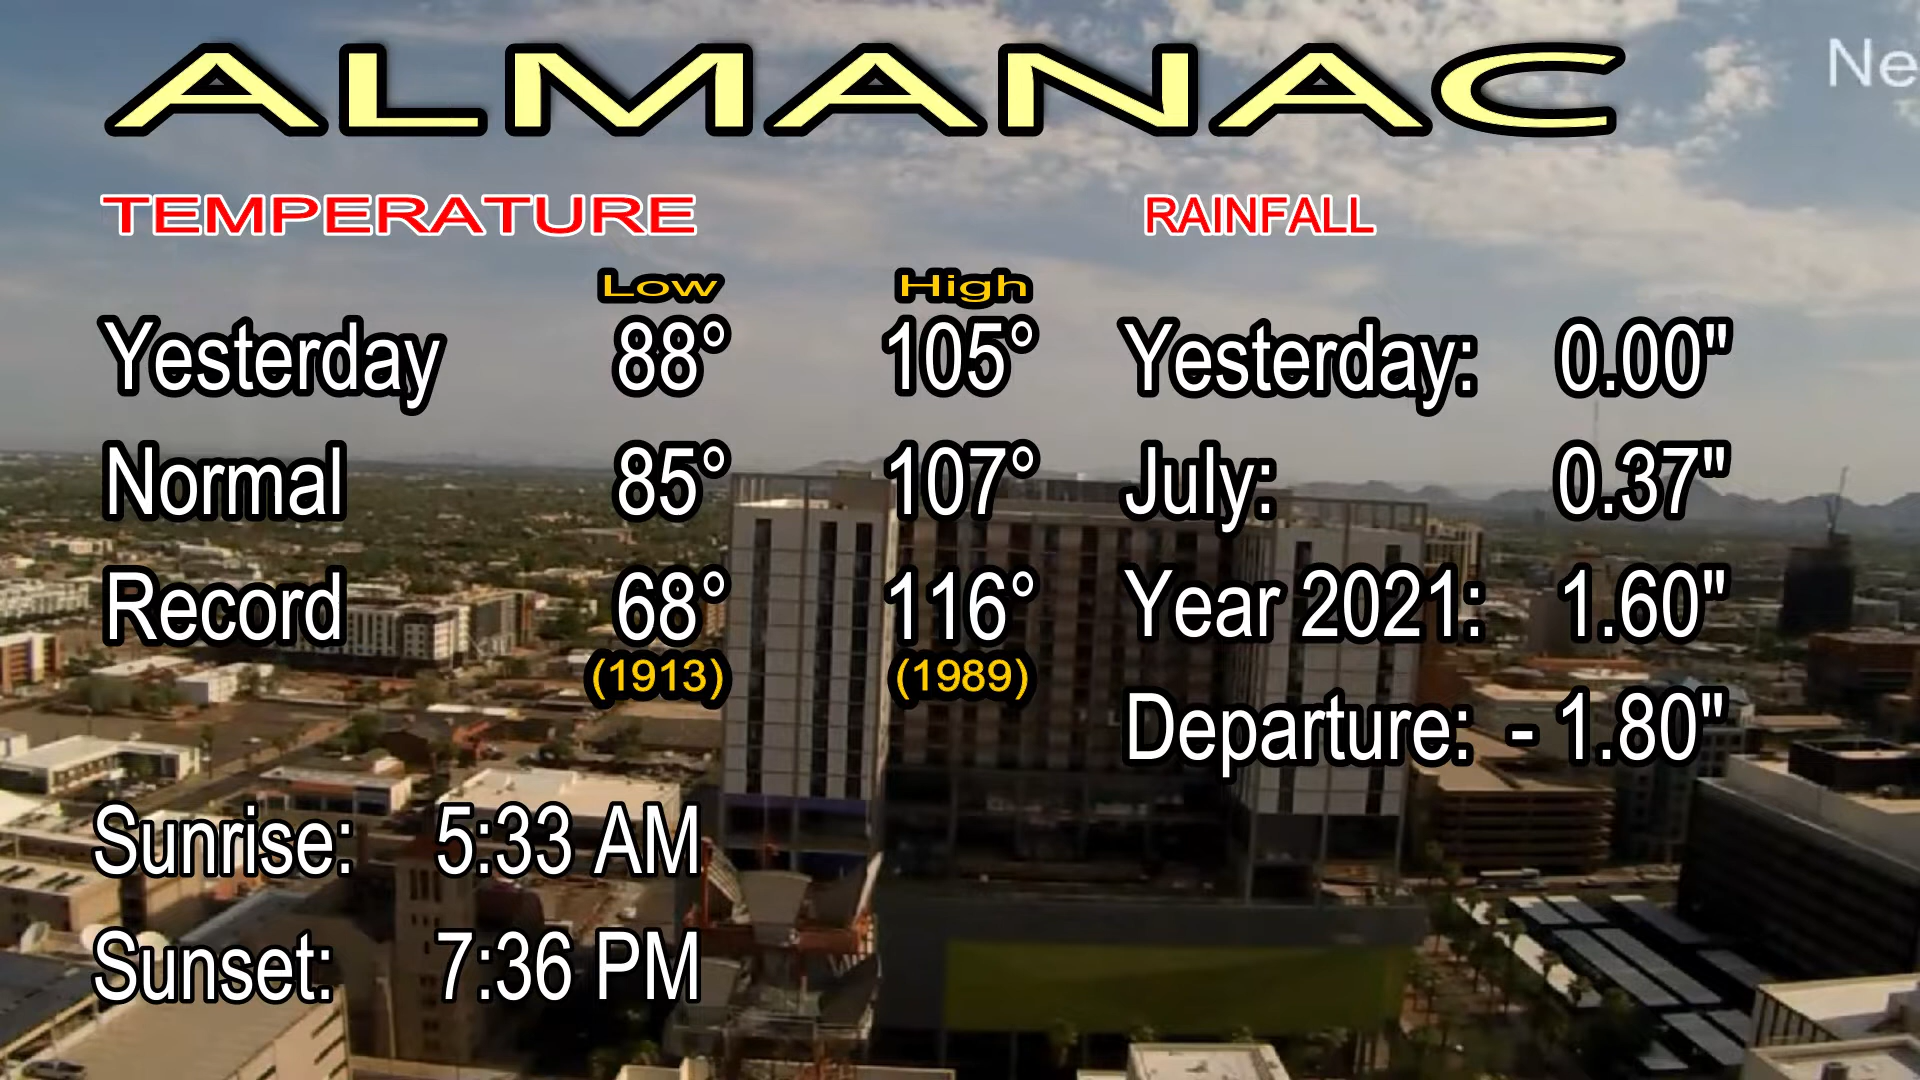 ALMANAC
Ne
TEMPERATURE
RAINFALL
Low High
Yesterday 88° 105°
Normal 85° 107°
Record 68° 116°
(1913) (1989)
Yesterday: 0.00"
July: 0.37"
Year 2021: 1.60"
Departure: - 1.80"
Sunrise: 5:33 AM
Sunset: 7:36 PM